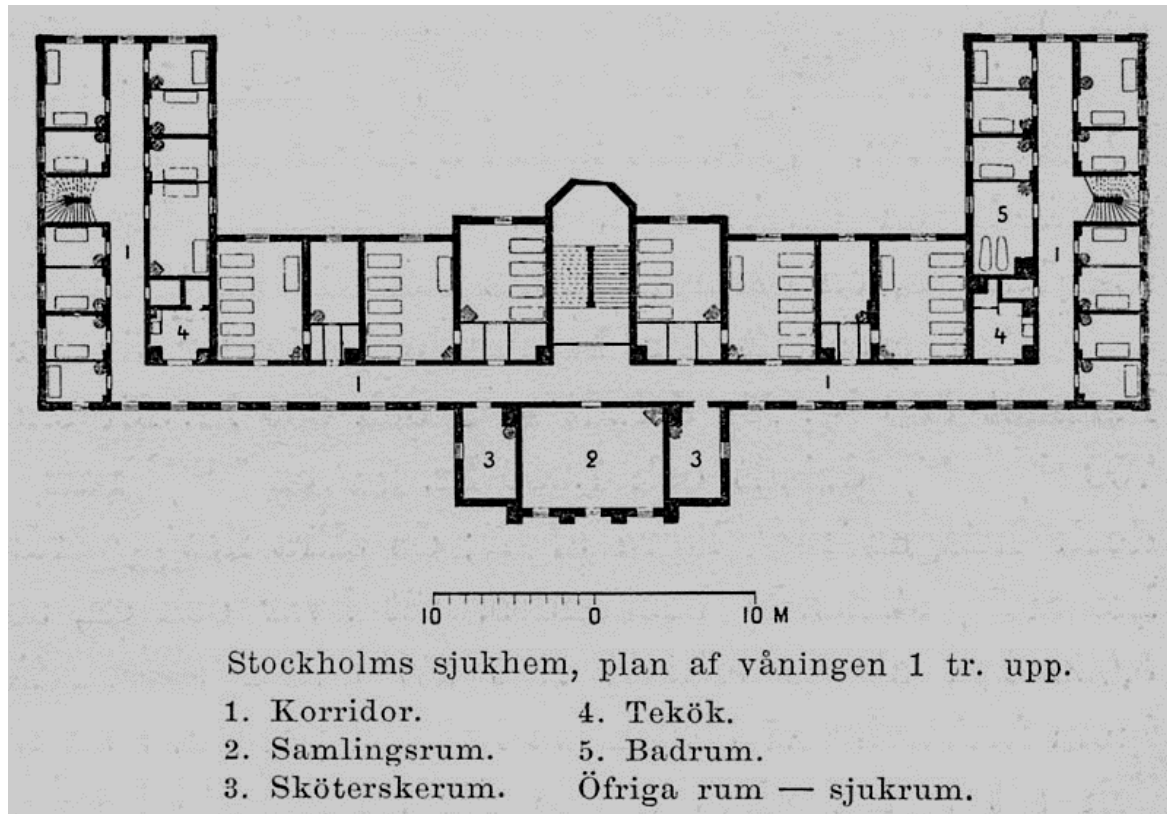 5
1
1
4
4
1
1
3
2
3
10 0 10 M
Stockholms sjukhem, plan af våningen 1 tr. upp.
1. Korridor. 4. Tekök.
2. Samlingsrum. 5. Badrum.
3. Sköterskerum. Öfriga rum — sjukrum.